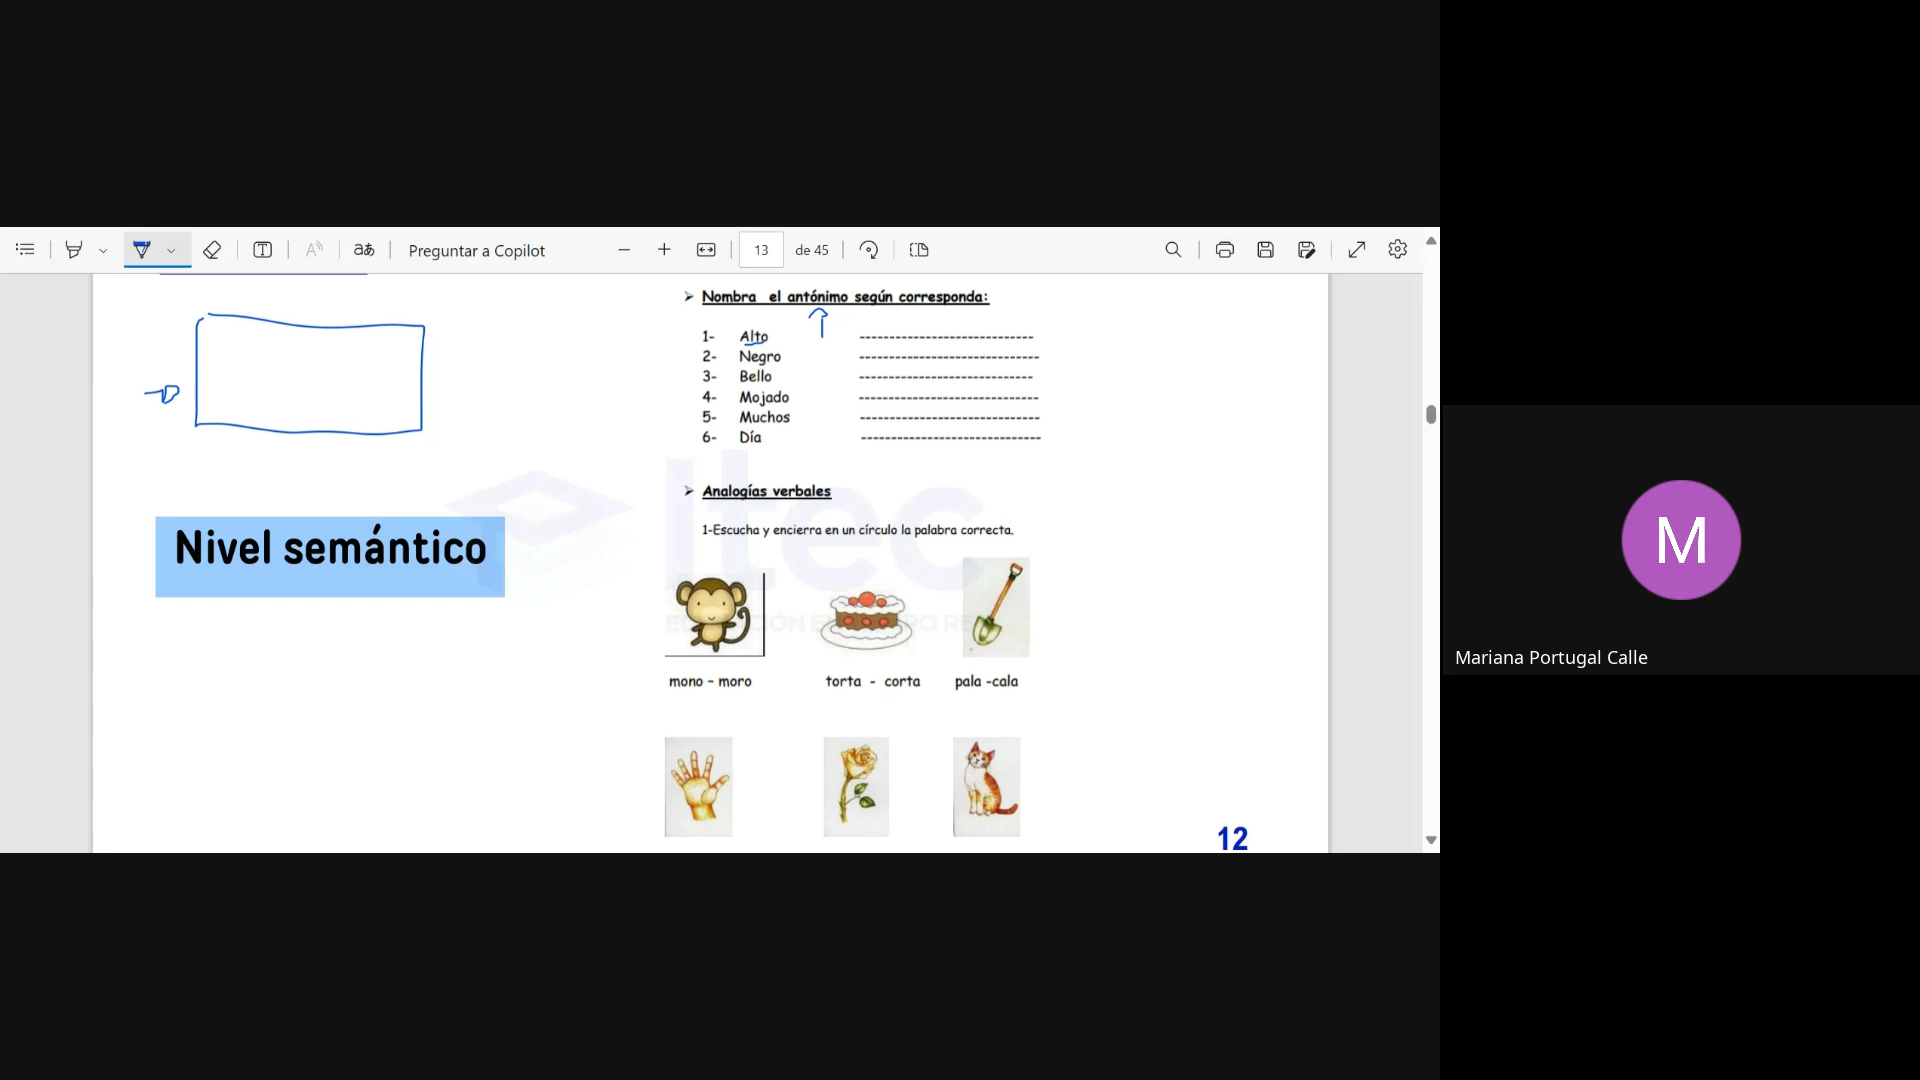 Preguntar a Copilot
13 de 45
➤ Nombra el antónimo según corresponda:
1- Alto ------------------------------
2- Negro -------------------------------
3- Bello ------------------------------
4- Mojado -------------------------------
5- Muchos -------------------------------
6- Día -------------------------------
Nivel semántico
Itec
➤ Analogías verbales
1-Escucha y encierra en un círculo la palabra correcta.
mono - moro
torta - corta
pala -cala
12
M
Mariana Portugal Calle